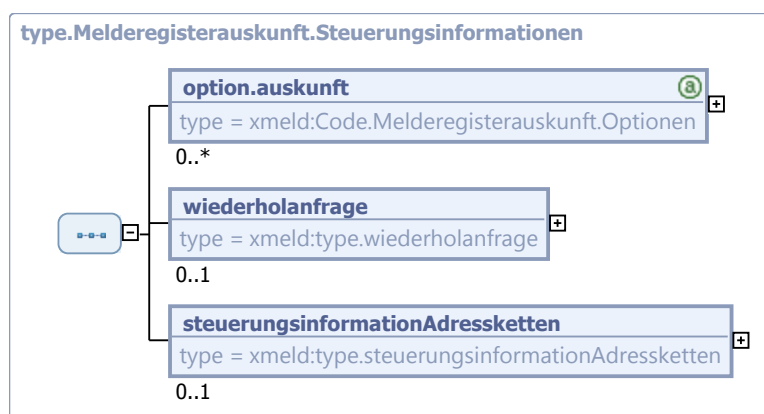 type.Melderegisterauskunft.Steuerungsinformationen
option.auskunft
a
type = xmeld:Code.Melderegisterauskunft.Optionen
0..*
wiederholanfrage
type = xmeld:type.wiederholanfrage
0..1
steuerungsinformationAdressketten
type = xmeld:type.steuerungsinformationAdressketten
0..1